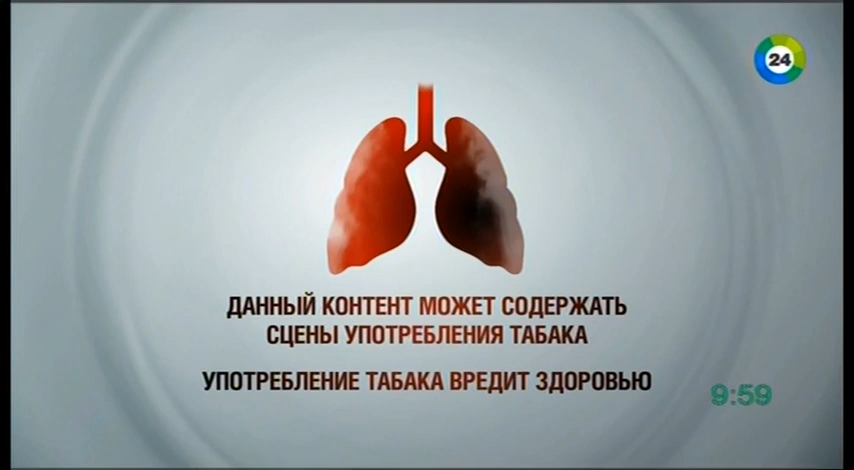 24
ДАННЫЙ КОНТЕНТ МОЖЕТ СОДЕРЖАТЬ
СЦЕНЫ УПОТРЕБЛЕНИЯ ТАБАКА
УПОТРЕБЛЕНИЕ ТАБАКА ВРЕДИТ ЗДОРОВЬЮ
9:59